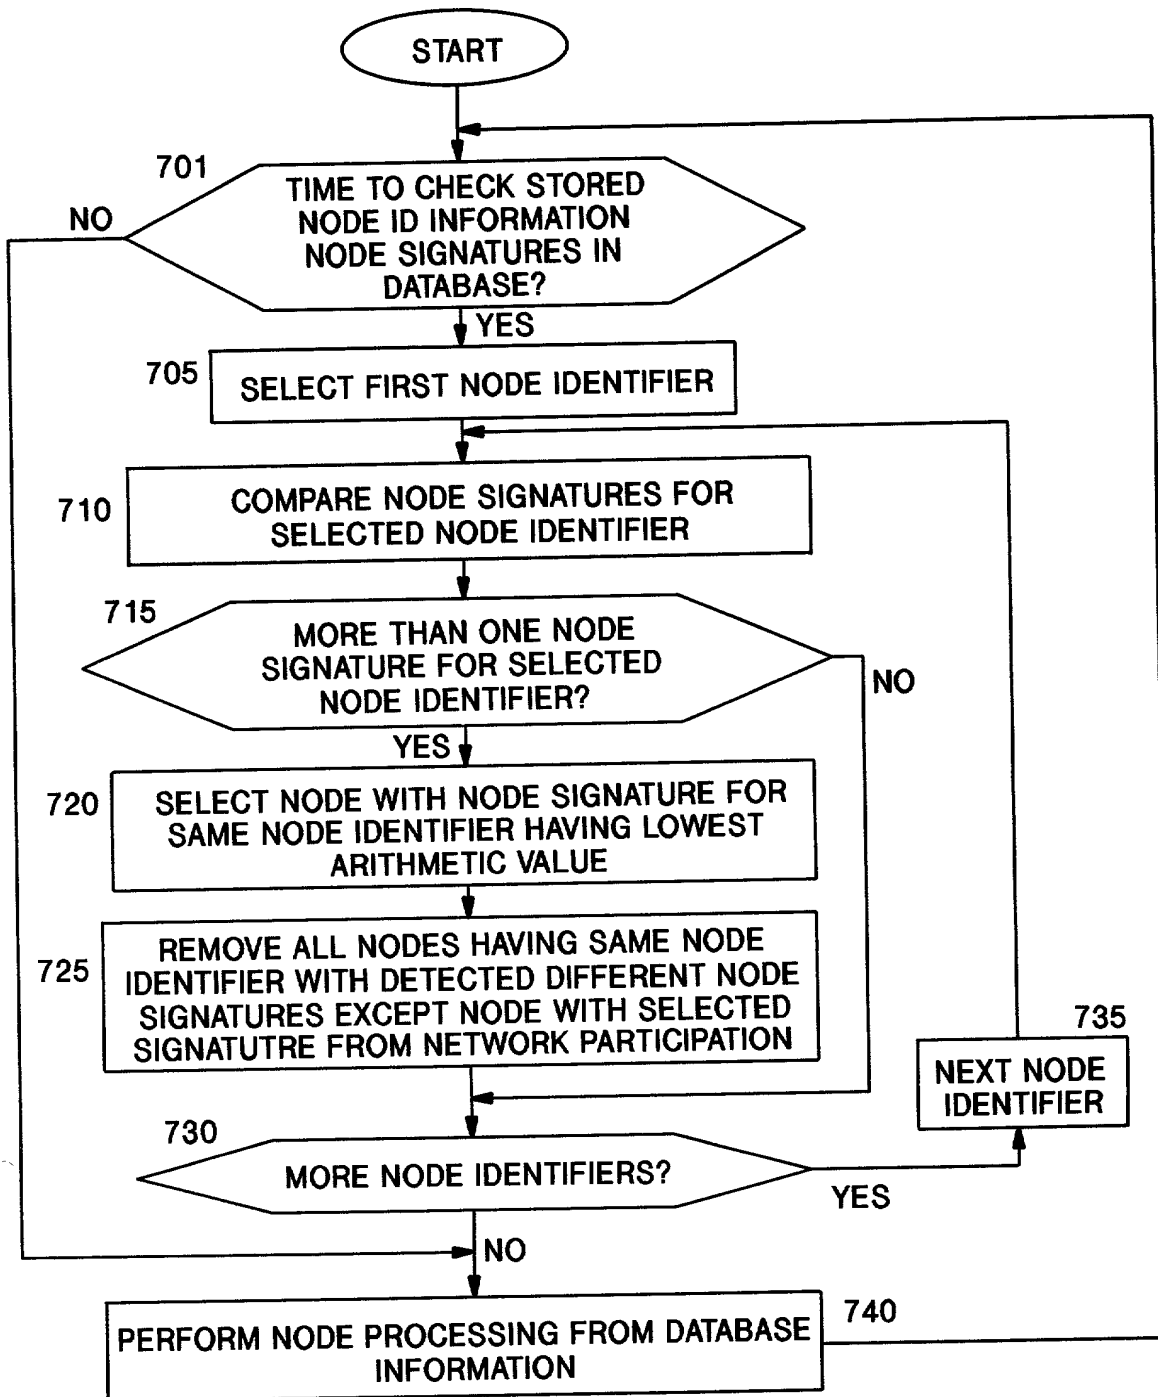 START
701
TIME TO CHECK STORED
NODE ID INFORMATION
NODE SIGNATURES IN
DATABASE?
NO
YES
705
SELECT FIRST NODE IDENTIFIER
710
COMPARE NODE SIGNATURES FOR
SELECTED NODE IDENTIFIER
715
MORE THAN ONE NODE
SIGNATURE FOR SELECTED
NODE IDENTIFIER?
NO
YES
720
SELECT NODE WITH NODE SIGNATURE FOR
SAME NODE IDENTIFIER HAVING LOWEST
ARITHMETIC VALUE
725
REMOVE ALL NODES HAVING SAME NODE
IDENTIFIER WITH DETECTED DIFFERENT NODE
SIGNATURES EXCEPT NODE WITH SELECTED
SIGNATUTRE FROM NETWORK PARTICIPATION
735
NEXT NODE
IDENTIFIER
730
MORE NODE IDENTIFIERS?
YES
NO
740
PERFORM NODE PROCESSING FROM DATABASE
INFORMATION